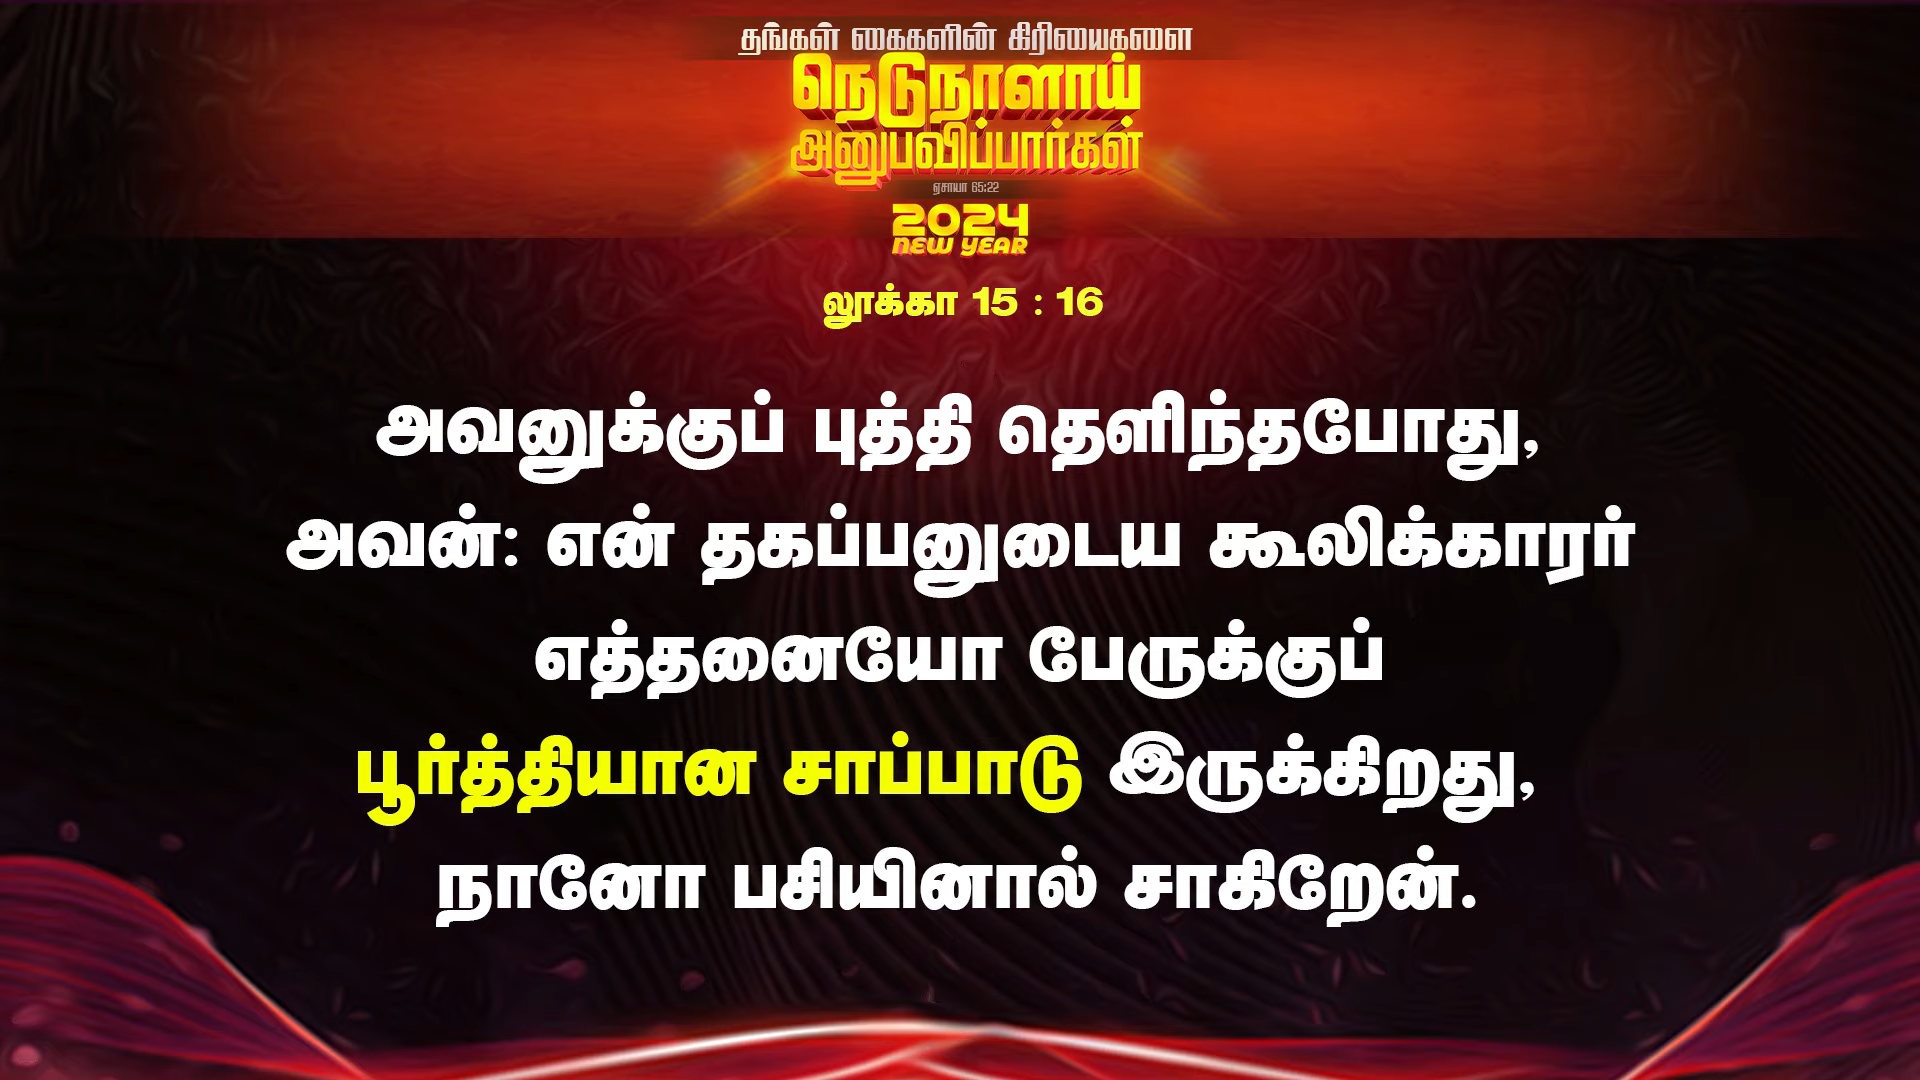 தங்கள் கைகளின் கிரியைகளை
நெடுநாளாய்
அனுபவிப்பார்கள்
ஏசாயா 65:22
2024
NEW YEAR
லூக்கா 15 : 16
அவனுக்குப் புத்தி தெளிந்தபோது,
அவன்: என் தகப்பனுடைய கூலிக்காரர்
எத்தனையோ பேருக்குப்
பூர்த்தியான சாப்பாடு இருக்கிறது,
நானோ பசியினால் சாகிறேன்.